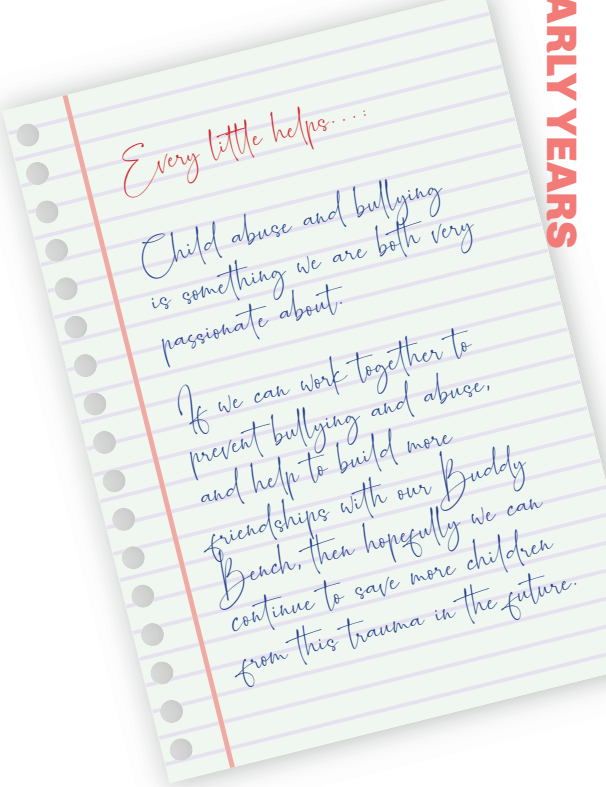 Every little helps....:
Child abuse and bullying
is something we are both very
passionate about.
If we can work together to
prevent bullying and abuse,
and help to build more
friendships with our Buddy
Bench, then hopefully we can
continue to save more children
from this trauma in the future.
ARLY YEARS